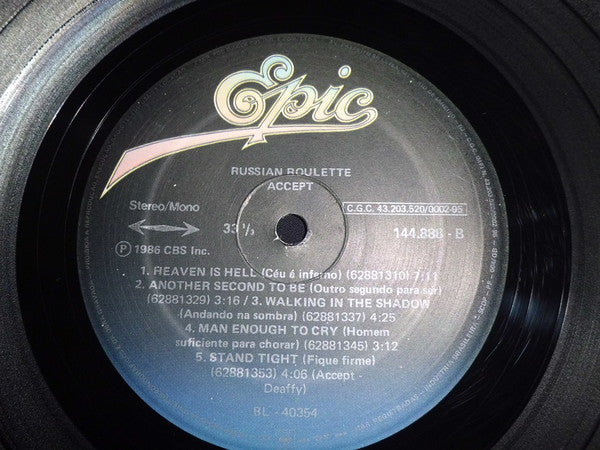 Epic
RUSSIAN ROULETTE
ACCEPT
Stereo/Mono
33 1/3
C.G.C. 43.203.520/0002-95
144.886 - B
Ⓟ 1986 CBS Inc.
1. HEAVEN IS HELL (Céu é inferno) (62881310) 7:11
2. ANOTHER SECOND TO BE (Outro segundo para ser)
(62881329) 3:16 / 3. WALKING IN THE SHADOW
(Andando na sombra) (62881337) 4:25
4. MAN ENOUGH TO CRY (Homem
suficiente para chorar) (62881345) 3:12
5. STAND TIGHT (Fique firme)
(62881353) 4:06 (Accept -
Deaffy)
BL - 40354